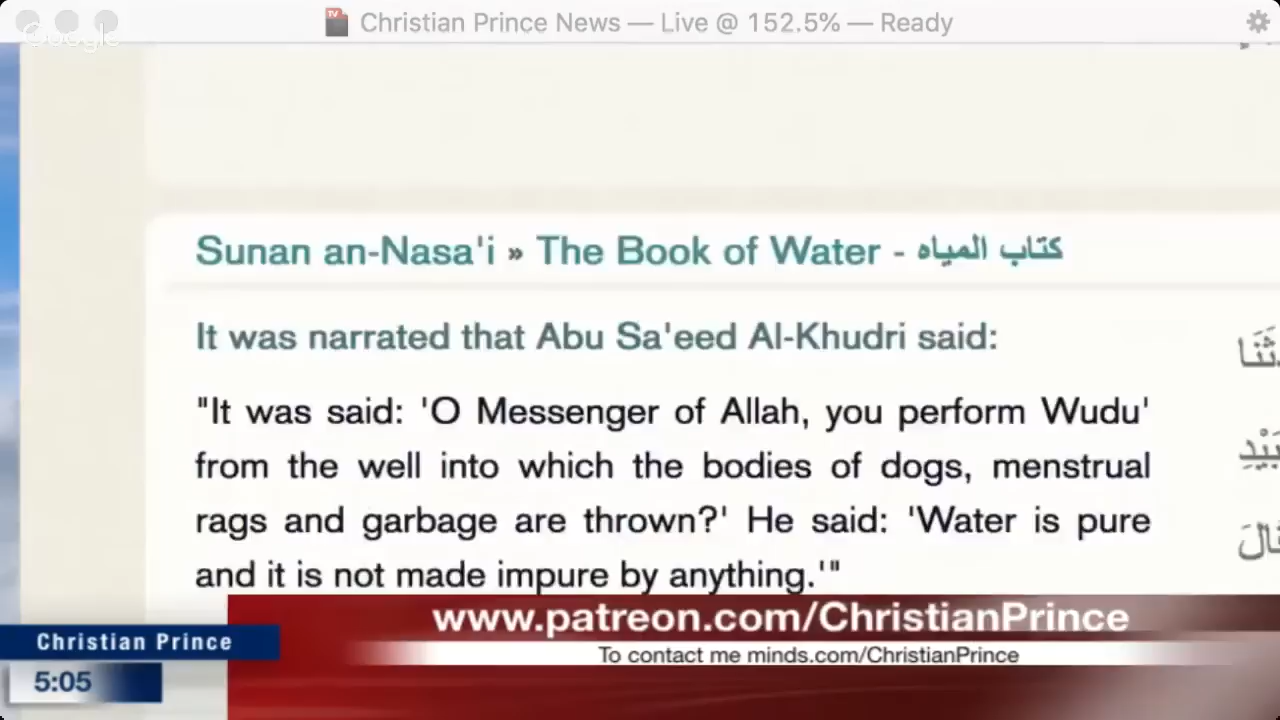 Christian Prince News — Live @ 152.5% — Ready
Google
Sunan an-Nasa'i » The Book of Water - كتاب المياه
It was narrated that Abu Sa'eed Al-Khudri said:
"It was said: 'O Messenger of Allah, you perform Wudu'
from the well into which the bodies of dogs, menstrual
rags and garbage are thrown?' He said: 'Water is pure
and it is not made impure by anything.'"
www.patreon.com/ChristianPrince
Christian Prince
To contact me minds.com/ChristianPrince
5:05